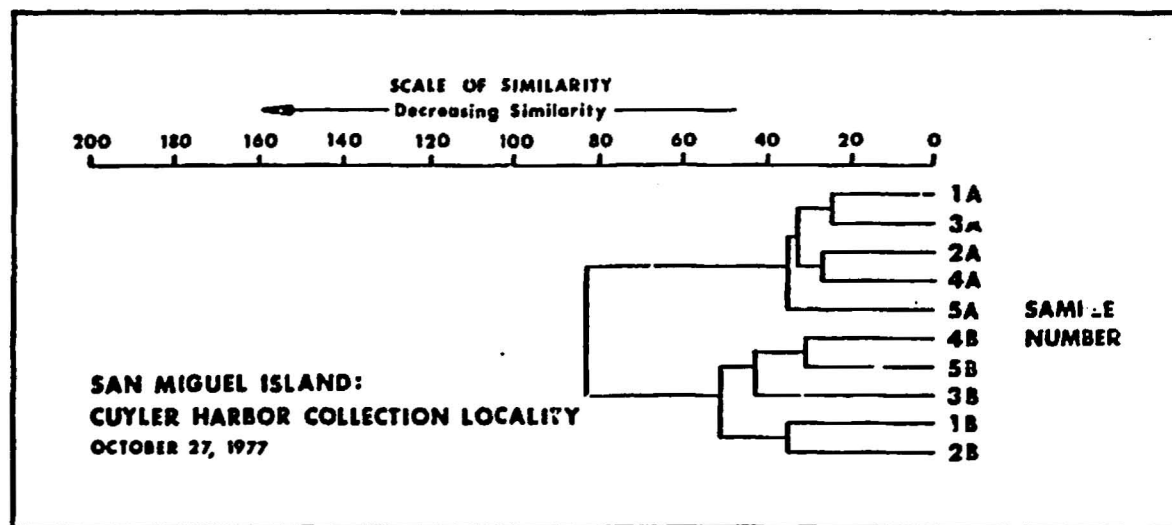 SCALE OF SIMILARITY
Decreasing Similarity
200 180 160 140 120 100 80 60 40 20 0
1A
3A
2A
4A
5A
4B
5B
3B
1B
2B
NUMBER
SAN MIGUEL ISLAND:
CUYLER HARBOR COLLECTION LOCALITY
OCTOBER 27, 1977